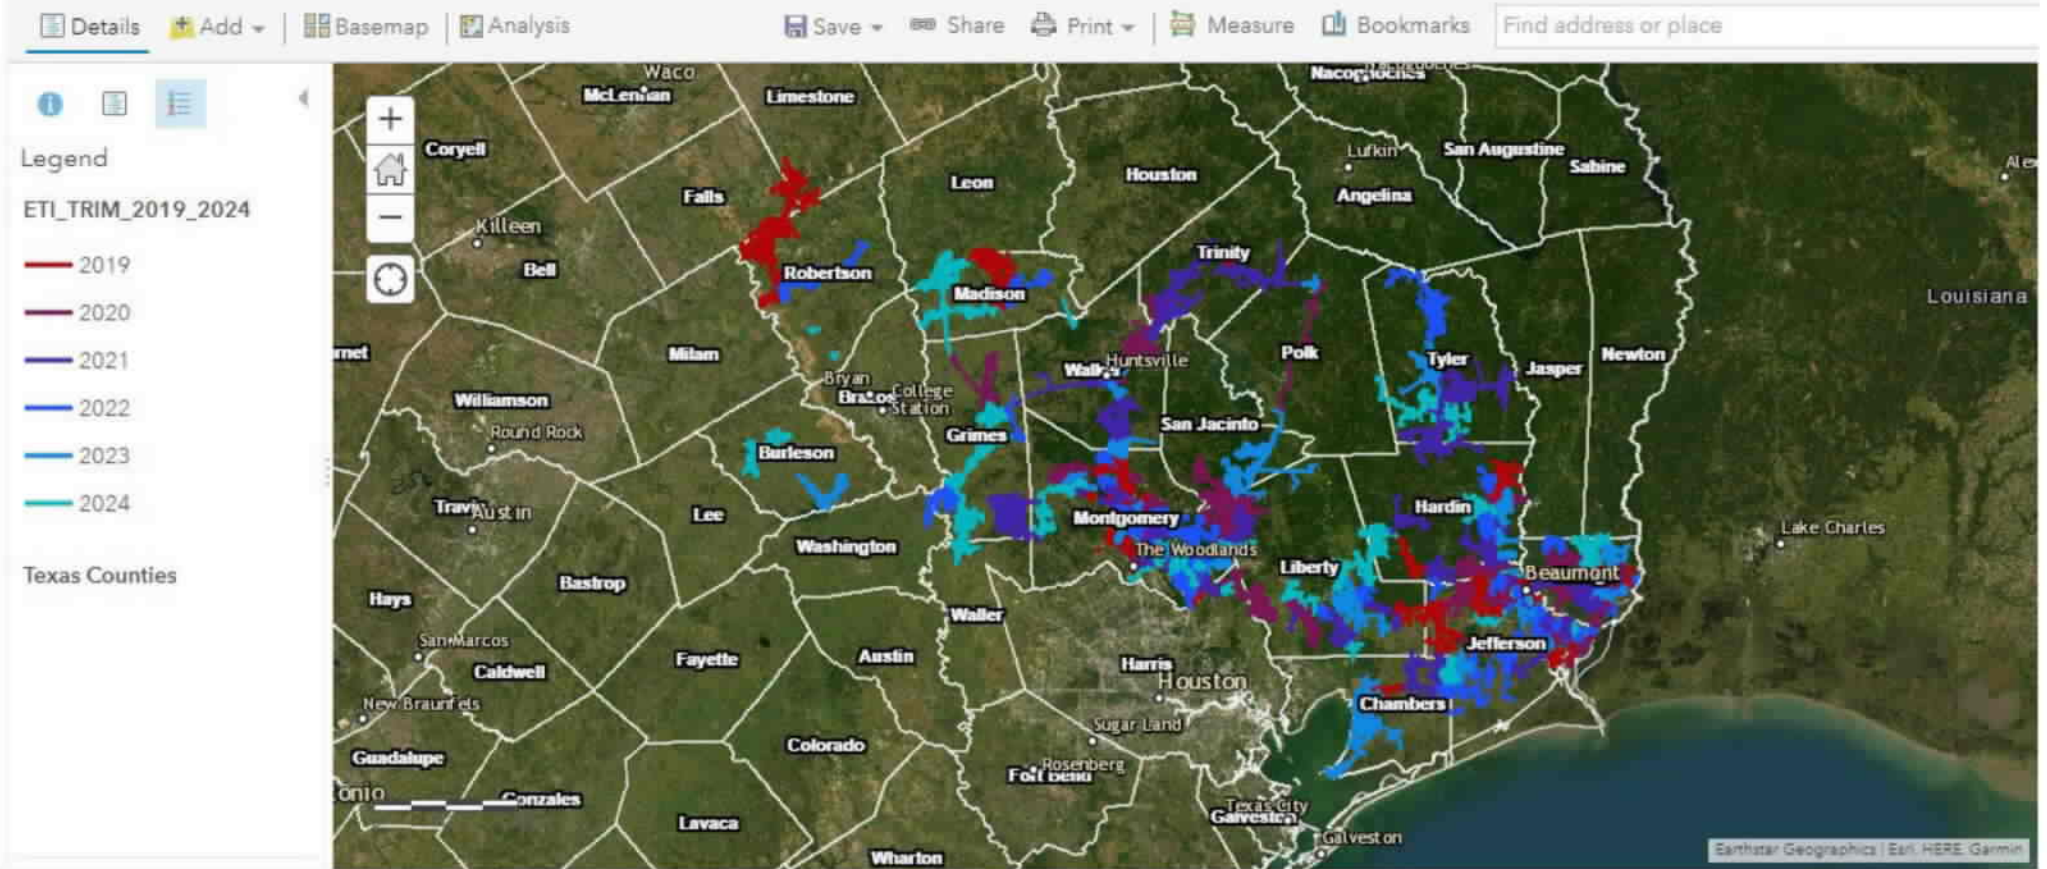 Details Add Basemap Analysis Save Share Print Measure Bookmarks Find address or place
Legend
ETI_TRIM_2019_2024
2019
2020
2021
2022
2023
2024
Texas Counties
Waco
McLennan
Limestone
Nacogdoches
Coryell
Lufkin
San Augustine
Sabine
Falls
Leon
Houston
Angelina
Killeen
Bell
Robertson
Trinity
Madison
Louisiana
Milam
Huntsville
Walker
Polk
Tyler
Jasper
Newton
Bryan
College
Station
Brazos
Williamson
Round Rock
Grimes
San Jacinto
Burleson
Travis
Austin
Lee
Montgomery
Hardin
Lake Charles
Washington
The Woodlands
Liberty
Beaumont
Bastrop
Hays
Waller
San Marcos
Caldwell
Fayette
Austin
Harris
Houston
Jefferson
New Braunfels
Chambers
Sugar Land
Colorado
Guadalupe
Rosenberg
Fort Bend
onio
Gonzales
Texas City
Galveston
Lavaca
Galveston
Wharton
Earthstar Geographics | Esri, HERE, Garmin